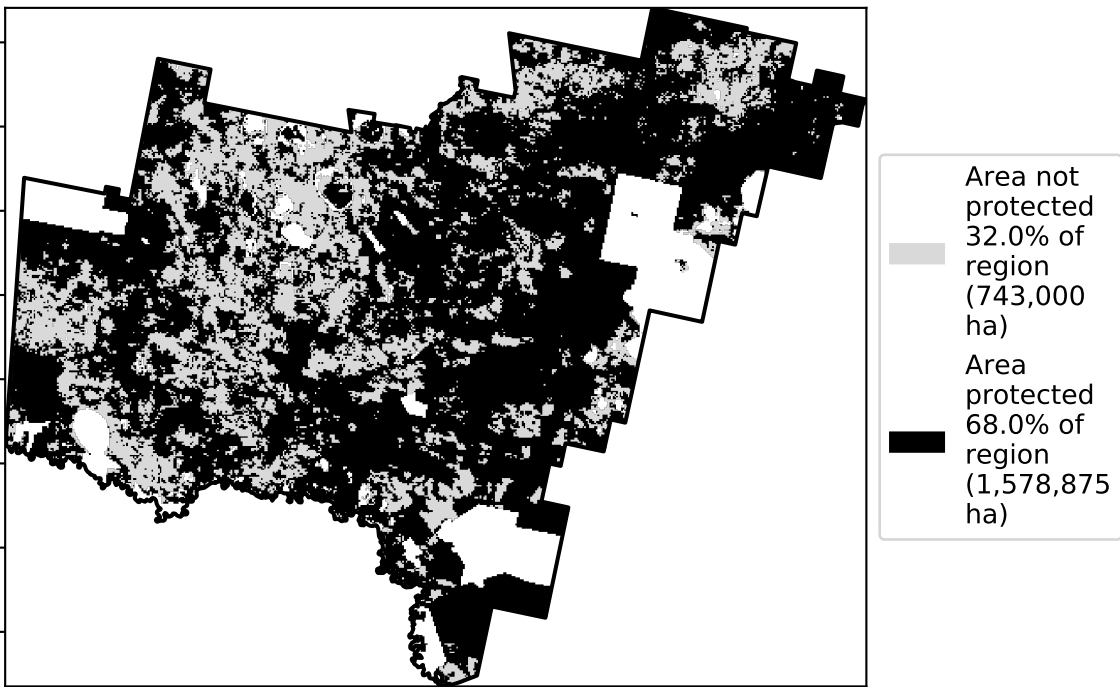 Area not
protected
32.0% of
region
(743,000
ha)
Area
protected
68.0% of
region
(1,578,875
ha)